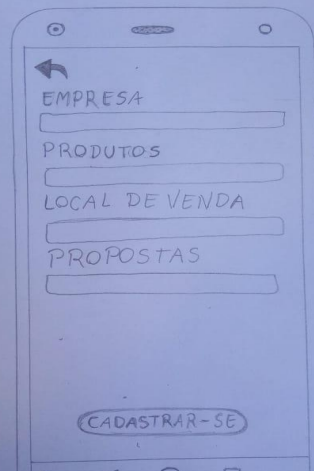 EMPRESA
PRODUTOS
LOCAL DE VENDA
PROPOSTAS
CADASTRAR-SE